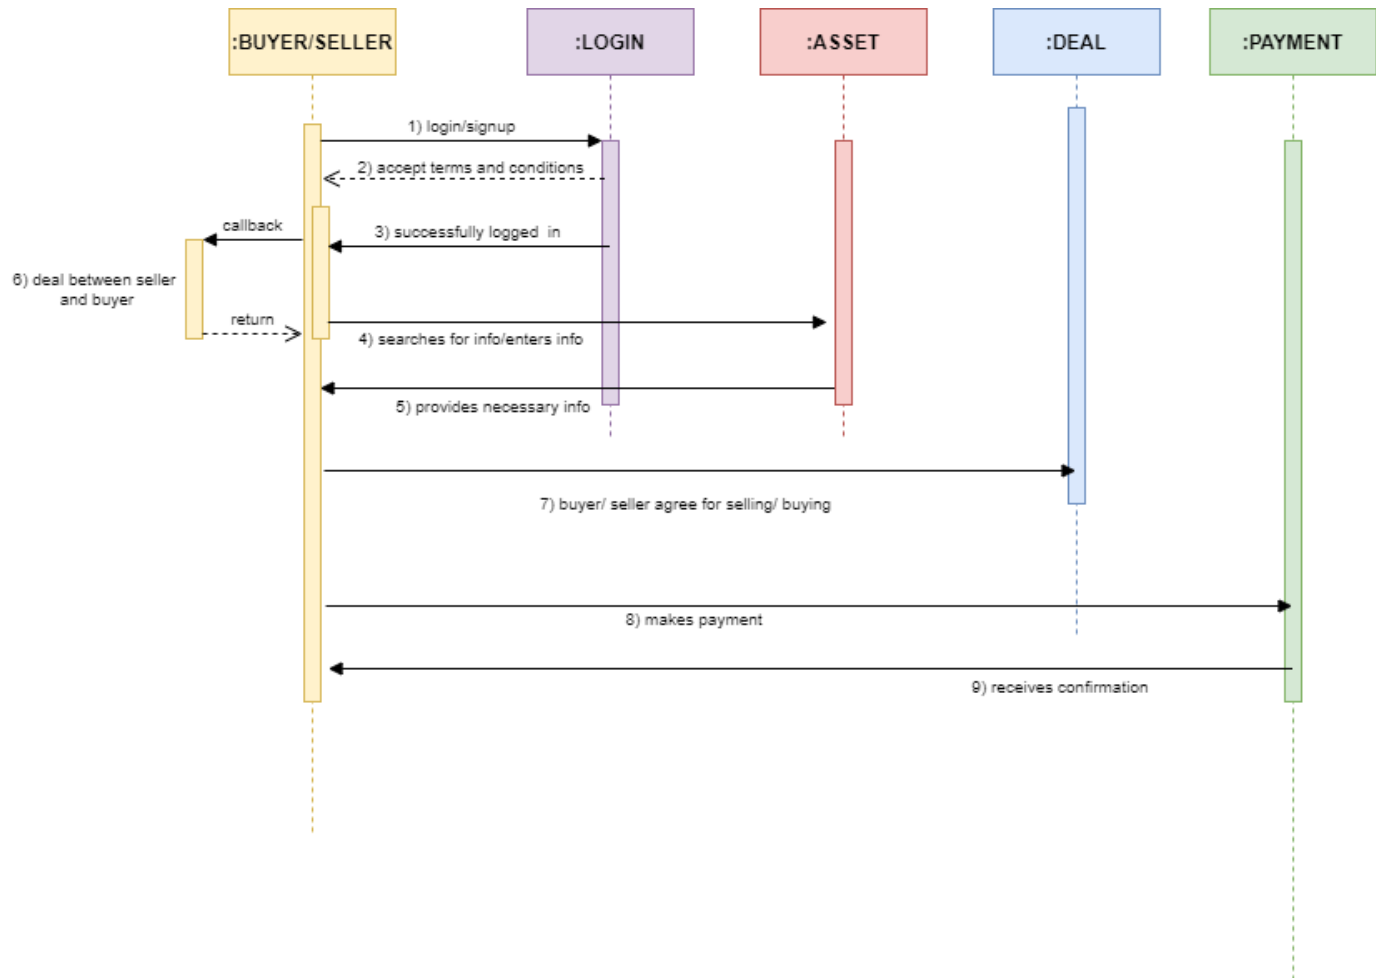 :BUYER/SELLER
:LOGIN
:ASSET
:DEAL
:PAYMENT
1) login/signup
2) accept terms and conditions
callback
3) successfully logged  in
6) deal between seller
and buyer
return
4) searches for info/enters info
5) provides necessary info
7) buyer/ seller agree for selling/ buying
8) makes payment
9) receives confirmation